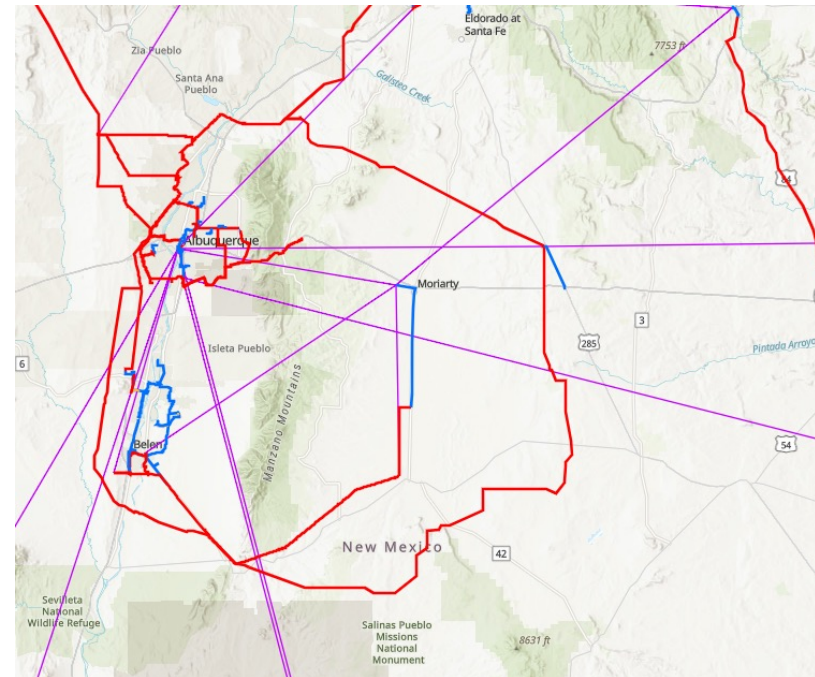 Eldorado at
Santa Fe
Zia Pueblo
7753 ft
Santa Ana
Pueblo
Galisteo Creek
84
Albuquerque
Moriarty
3
285
Isleta Pueblo
Pintada Arroyo
6
Manzano Mountains
Belen
54
New Mexico
42
Sevilleta
National
Wildlife Refuge
Salinas Pueblo
Missions
National
Monument
8631 ft